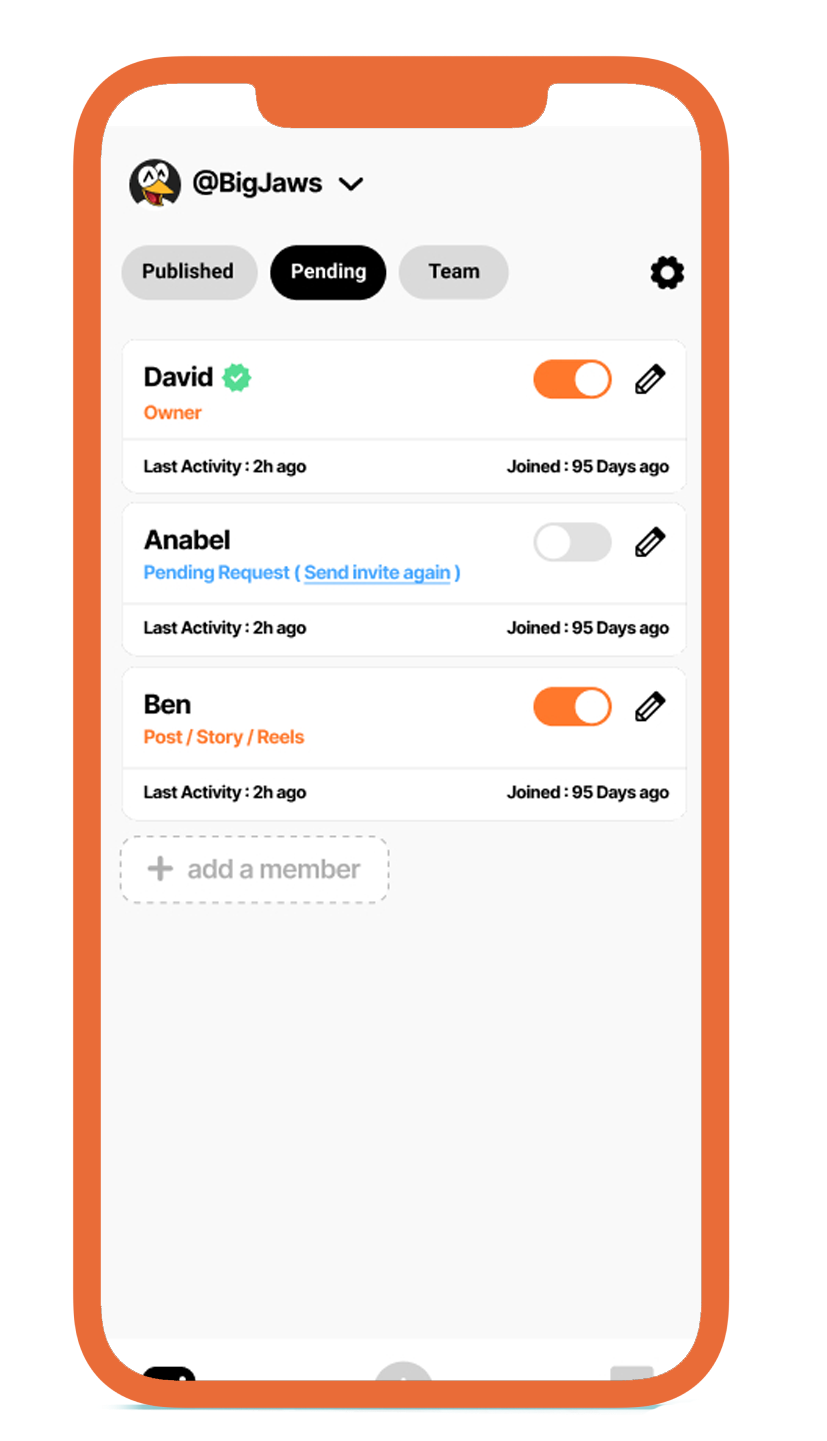 @BigJaws
Published Pending Team
David
Owner
Last Activity : 2h ago Joined : 95 Days ago
Anabel
Pending Request ( Send invite again )
Last Activity : 2h ago Joined : 95 Days ago
Ben
Post / Story / Reels
Last Activity : 2h ago Joined : 95 Days ago
+ add a member